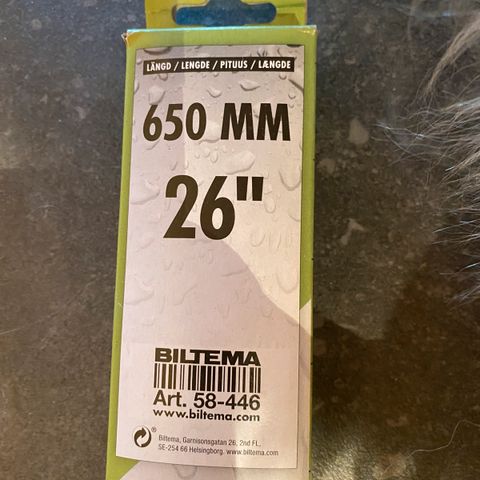 LÄNGD / LENGDE / PITUUS / LÆNGDE
650 MM
26"
BILTEMA
Art. 58-446
www.biltema.com
Biltema, Garnisonsgatan 26, 2nd FL,
SE-254 66 Helsingborg. www.biltema.com